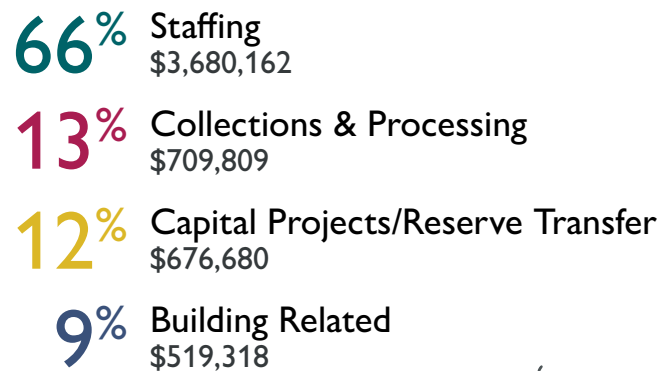 66% Staffing
$3,680,162
13% Collections & Processing
$709,809
12% Capital Projects/Reserve Transfer
$676,680
9% Building Related
$519,318